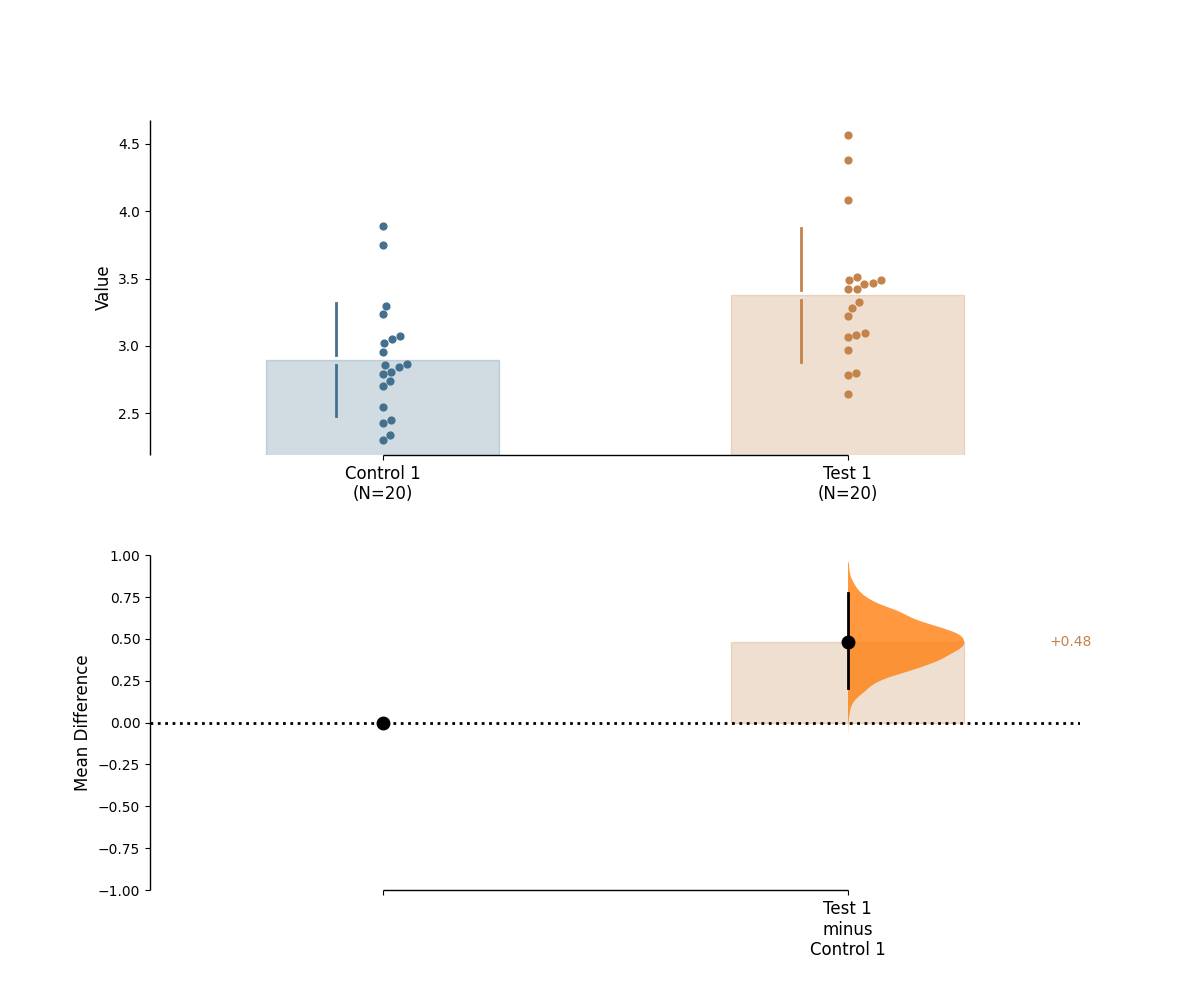 4.5
4.0
3.5
3.0
2.5
Value
Control 1
(N=20)
Test 1
(N=20)
1.00
0.75
0.50
0.25
0.00
−0.25
−0.50
−0.75
−1.00
Mean Difference
+0.48
Test 1
minus
Control 1